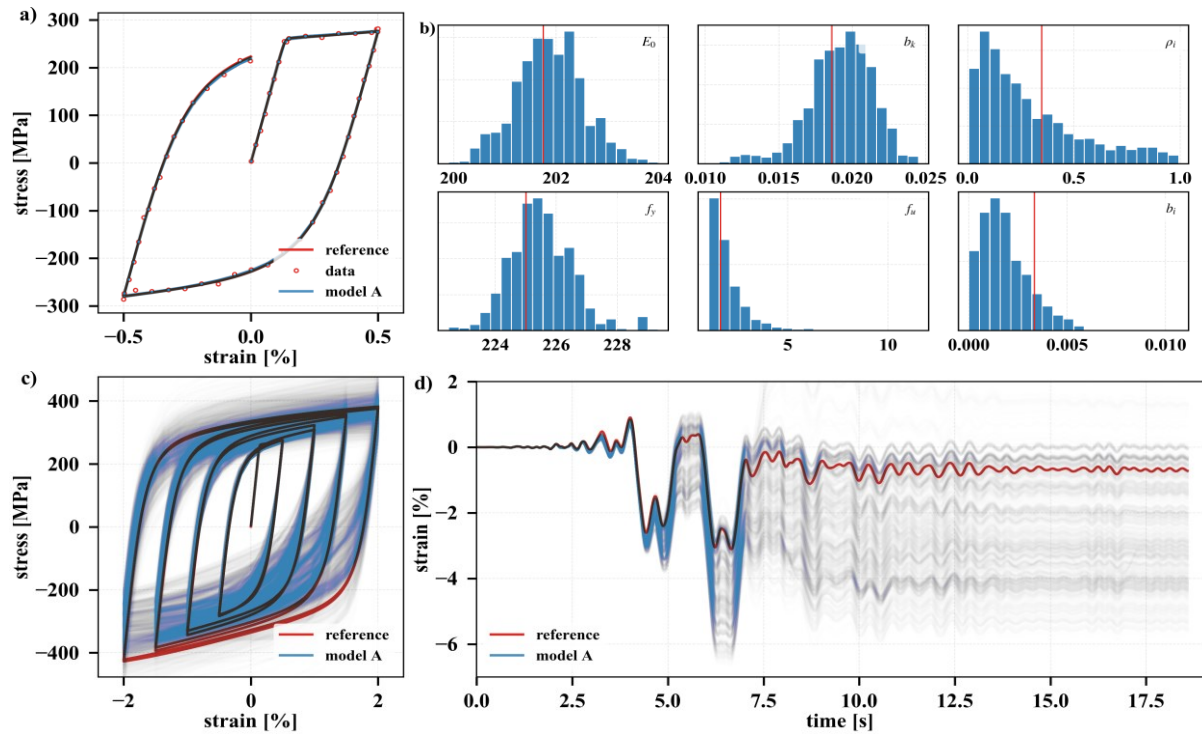 a)
300
200
100
0
−100
−200
−300
stress [MPa]
−0.5
0.0
0.5
strain [%]
reference
data
model A
b)
E₀
bₖ
ρᵢ
200
202
204
0.010
0.015
0.020
0.025
0.0
0.5
1.0
f_y
f_u
bᵢ
224
226
228
5
10
0.000
0.005
0.010
c)
400
200
0
−200
−400
stress [MPa]
−2
0
2
strain [%]
reference
model A
d)
2
0
−2
−4
−6
strain [%]
0.0
2.5
5.0
7.5
10.0
12.5
15.0
17.5
time [s]
reference
model A